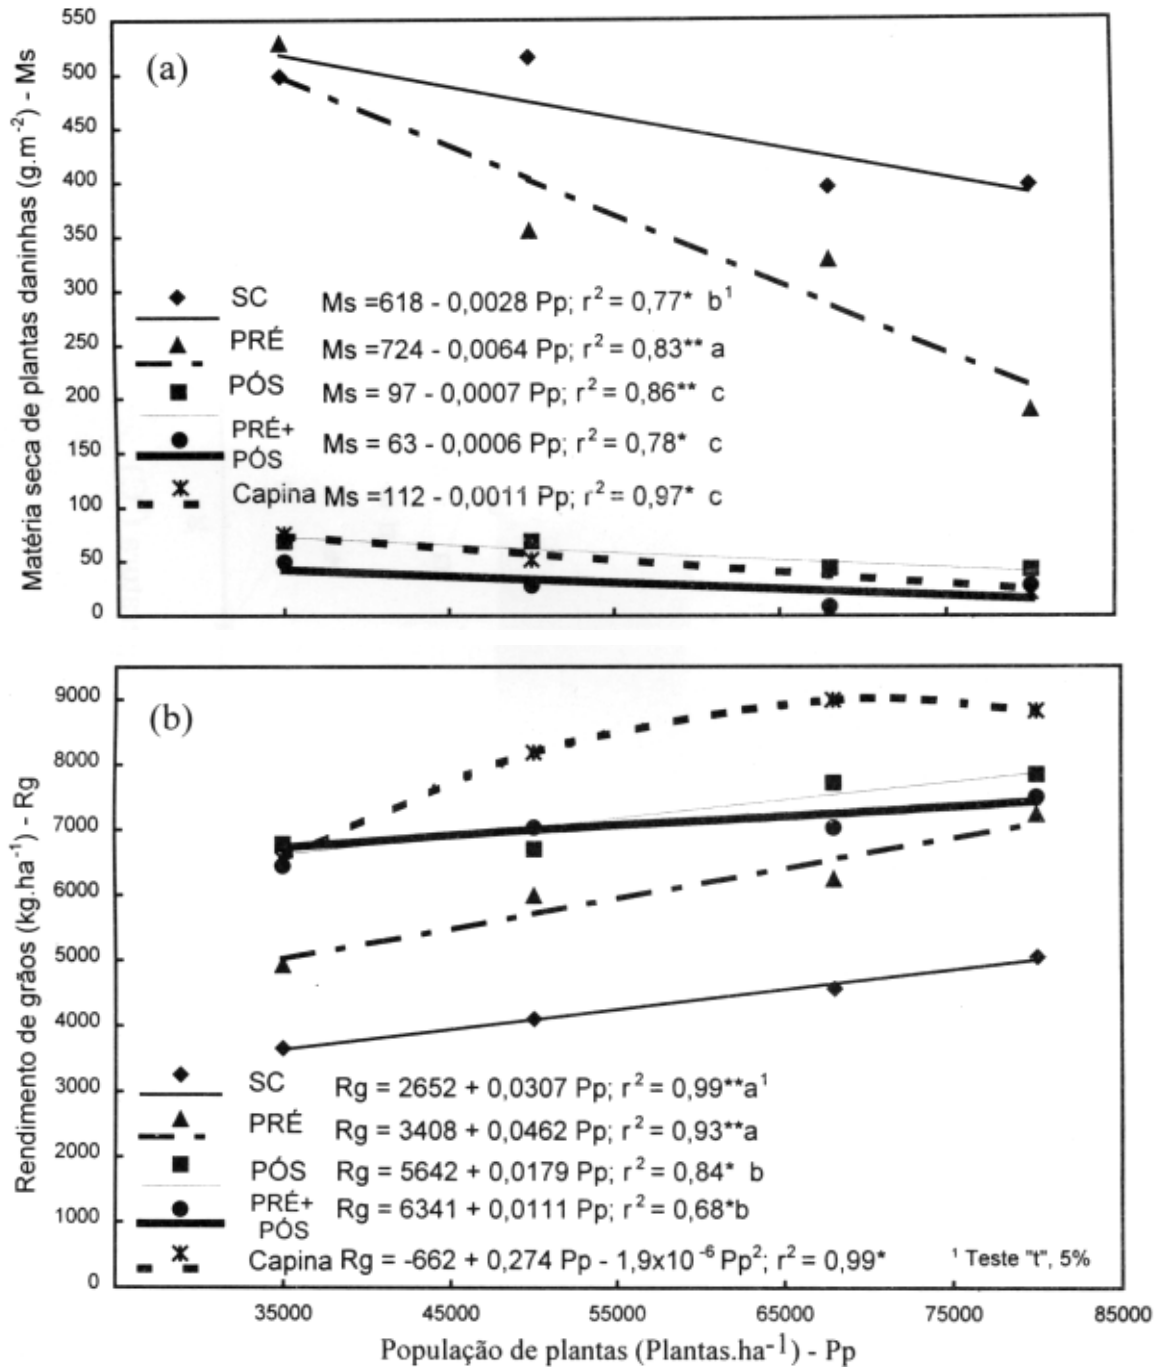 550
500
450
400
350
300
250
200
150
100
50
0
Matéria seca de plantas daninhas (g.m⁻²) - Ms
(a)
SC Ms =618 - 0,0028 Pp; r² = 0,77* b¹
PRÉ Ms =724 - 0,0064 Pp; r² = 0,83** a
PÓS Ms = 97 - 0,0007 Pp; r² = 0,86** c
PRÉ+
PÓS Ms = 63 - 0,0006 Pp; r² = 0,78* c
Capina Ms =112 - 0,0011 Pp; r² = 0,97* c
9000
8000
7000
6000
5000
4000
3000
2000
1000
0
Rendimento de grãos (kg.ha⁻¹) - Rg
(b)
SC Rg = 2652 + 0,0307 Pp; r² = 0,99**a¹
PRÉ Rg = 3408 + 0,0462 Pp; r² = 0,93**a
PÓS Rg = 5642 + 0,0179 Pp; r² = 0,84* b
PRÉ+
PÓS Rg = 6341 + 0,0111 Pp; r² = 0,68*b
Capina Rg = -662 + 0,274 Pp - 1,9x10⁻⁶ Pp²; r² = 0,99* ¹ Teste "t", 5%
35000 45000 55000 65000 75000 85000
População de plantas (Plantas.ha⁻¹) - Pp